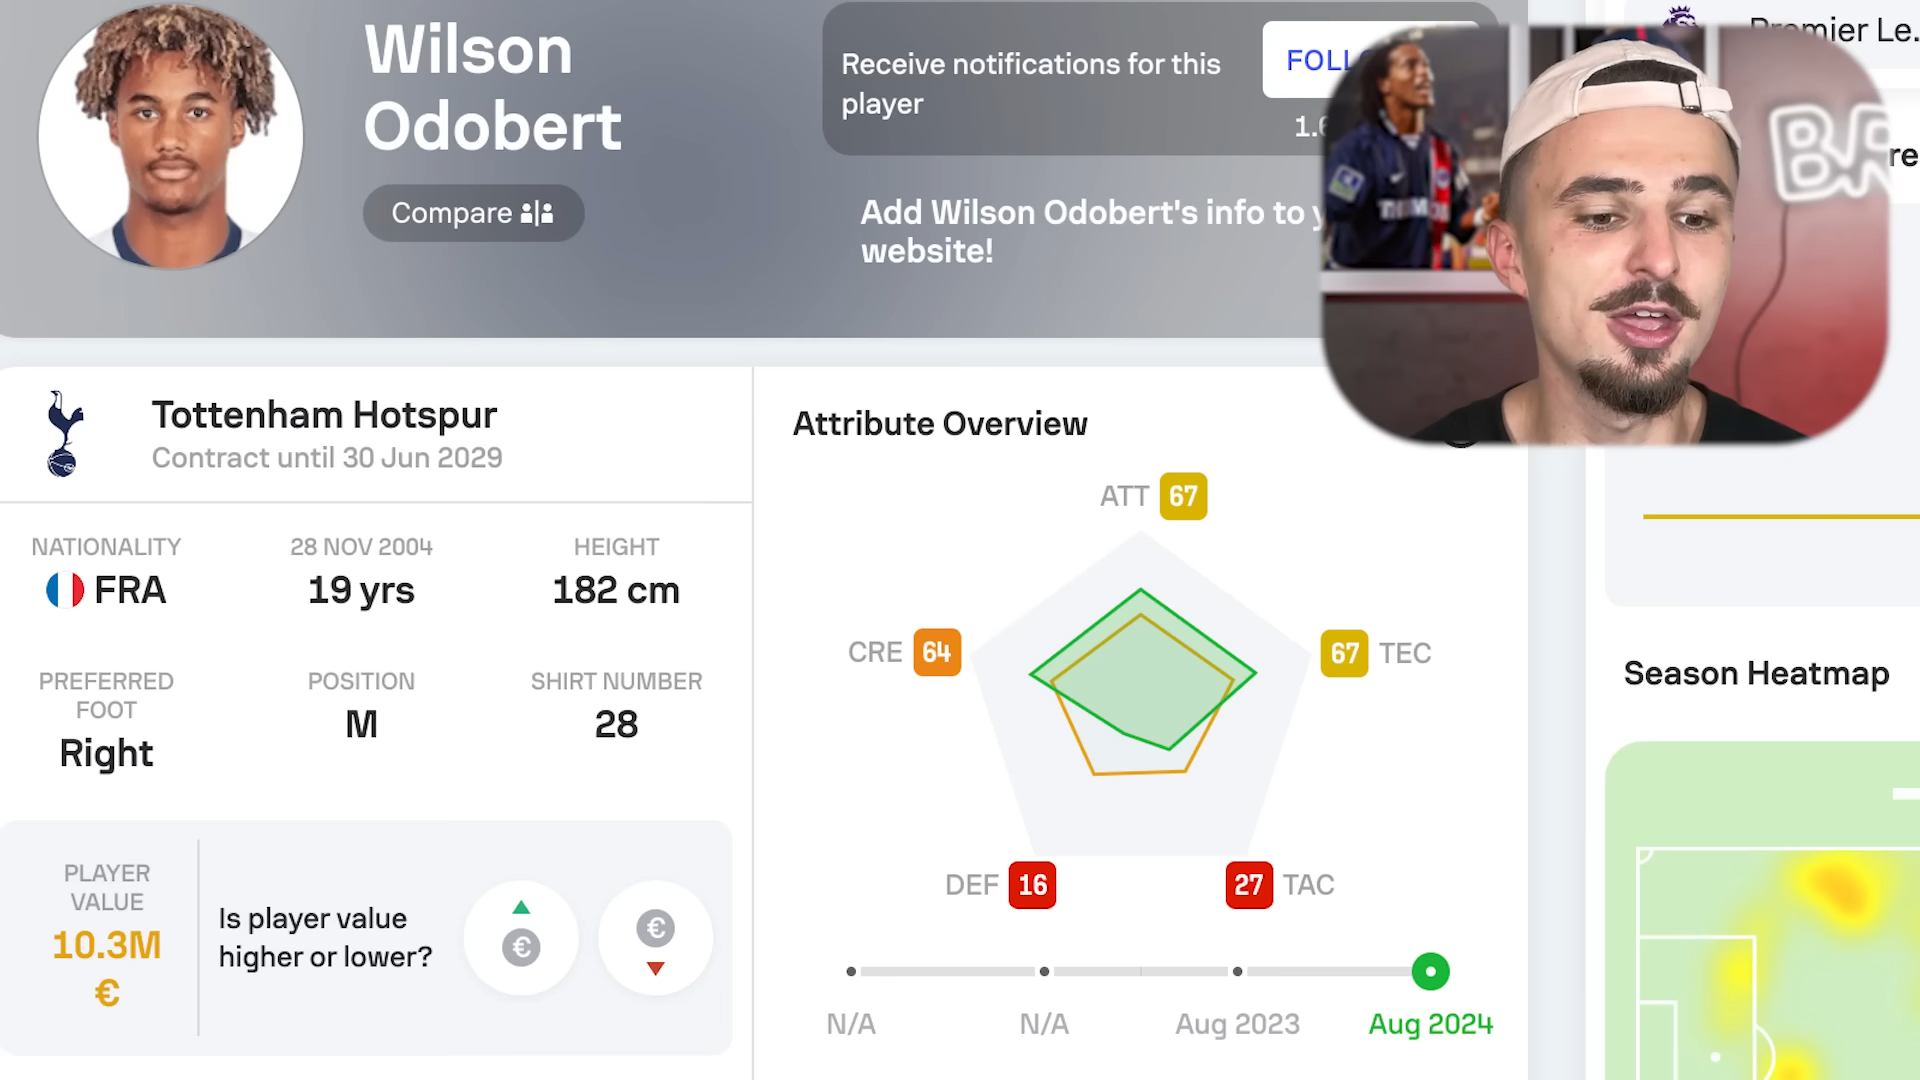 Wilson
Odobert
Compare
Receive notifications for this
player
Add Wilson Odobert's info to
website!
Premier Le.
Tottenham Hotspur
Contract until 30 Jun 2029
NATIONALITY
FRA
28 NOV 2004
19 yrs
HEIGHT
182 cm
PREFERRED
FOOT
Right
POSITION
M
SHIRT NUMBER
28
PLAYER
VALUE
10.3M
€
Is player value
higher or lower?
€
€
Attribute Overview
ATT 67
CRE 64
67 TEC
DEF 16
27 TAC
N/A
N/A
Aug 2023
Aug 2024
Season Heatmap